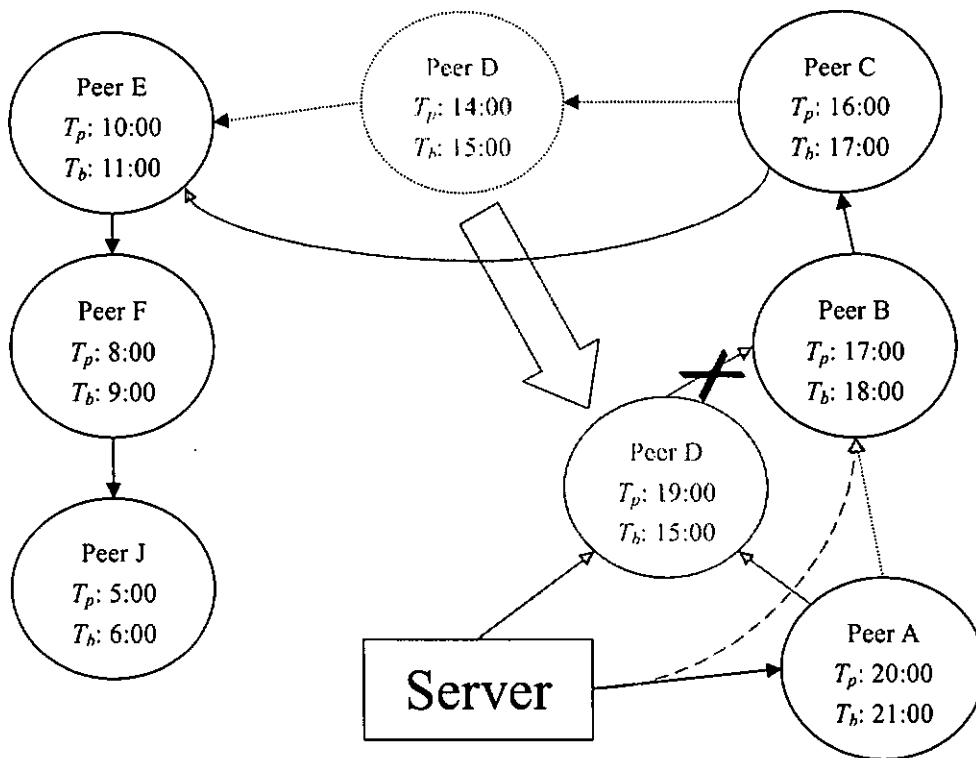 Peer E
Tp: 10:00
Tb: 11:00
Peer D
Tp: 14:00
Tb: 15:00
Peer C
Tp: 16:00
Tb: 17:00
Peer F
Tp: 8:00
Tb: 9:00
Peer B
Tp: 17:00
Tb: 18:00
Peer D
Tp: 19:00
Tb: 15:00
Peer J
Tp: 5:00
Tb: 6:00
Server
Peer A
Tp: 20:00
Tb: 21:00